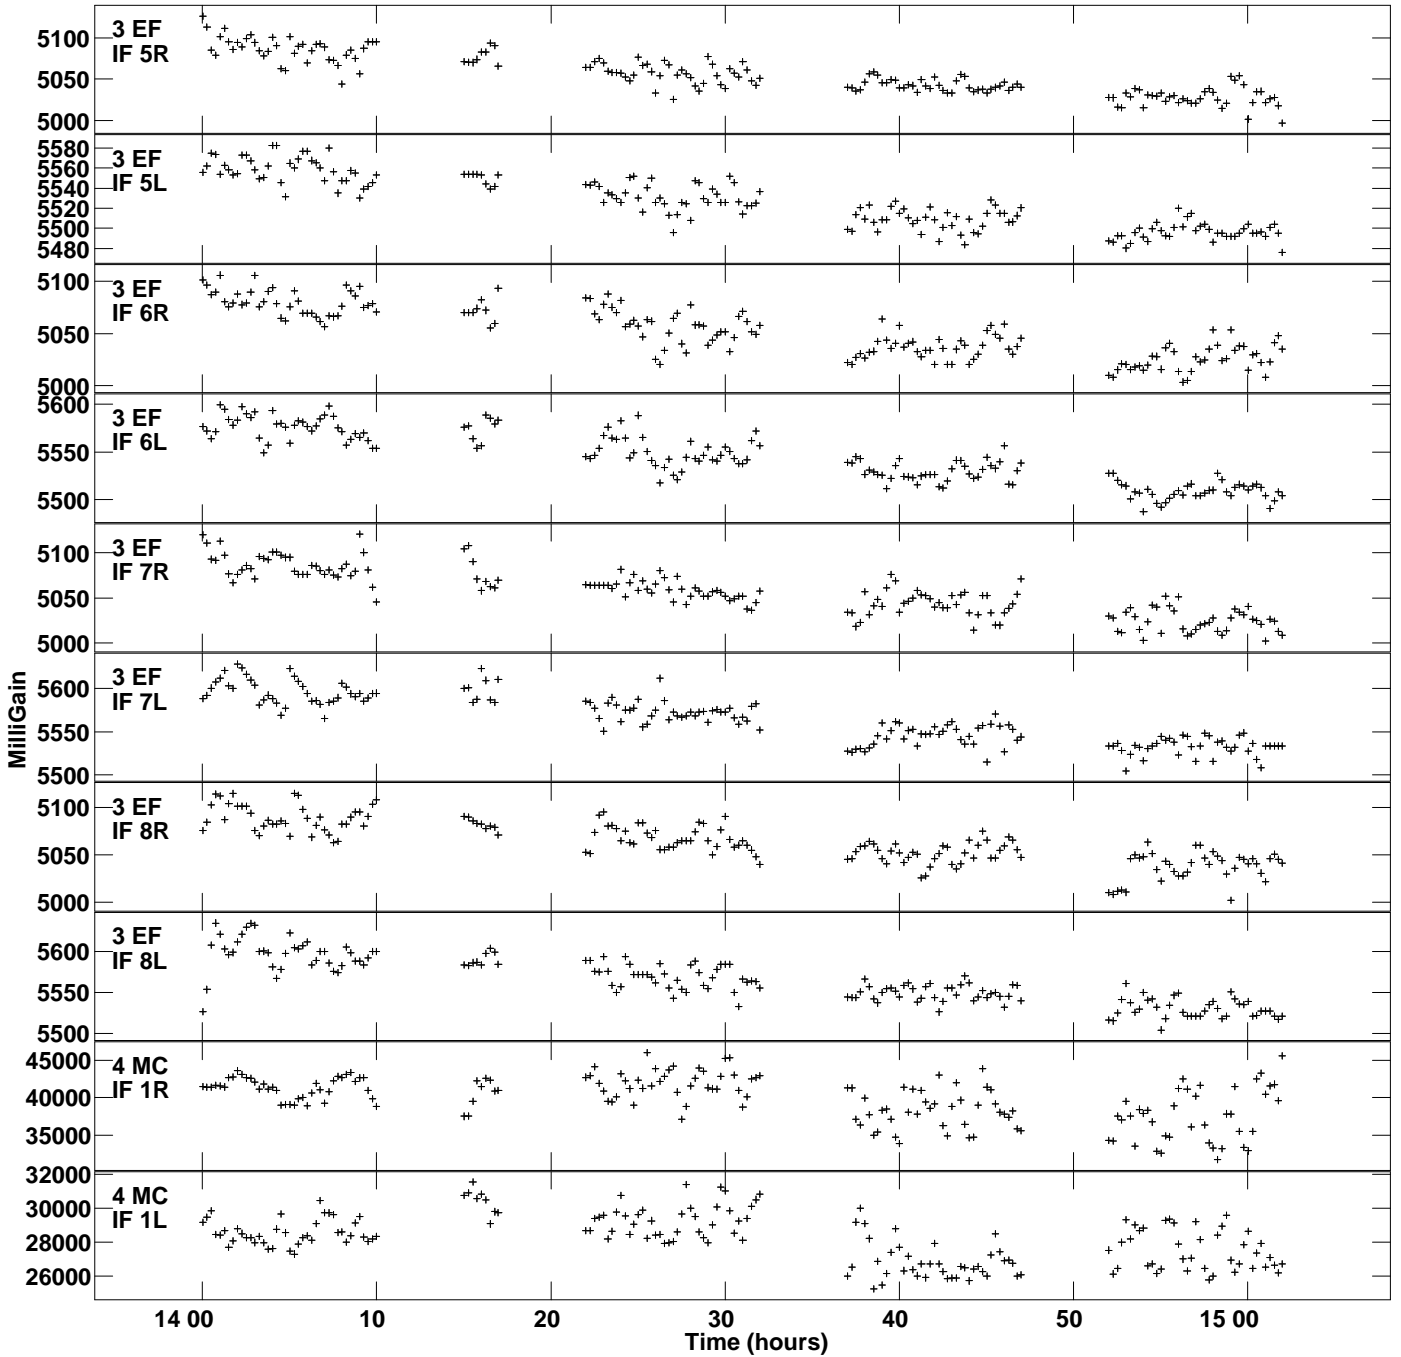 MilliGain
3 EF
IF 5R
5100
5050
5000
3 EF
IF 5L
5580
5560
5540
5520
5500
5480
3 EF
IF 6R
5100
5050
5000
3 EF
IF 6L
5600
5550
5500
3 EF
IF 7R
5100
5050
5000
3 EF
IF 7L
5600
5550
5500
3 EF
IF 8R
5100
5050
5000
3 EF
IF 8L
5600
5550
5500
4 MC
IF 1R
45000
40000
35000
4 MC
IF 1L
32000
30000
28000
26000
14 00 10 20 30 40 50 15 00
Time (hours)